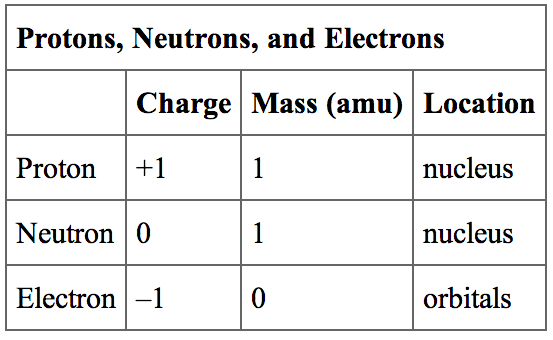 Protons, Neutrons, and Electrons
Charge Mass (amu) Location
Proton +1 1 nucleus
Neutron 0 1 nucleus
Electron –1 0 orbitals